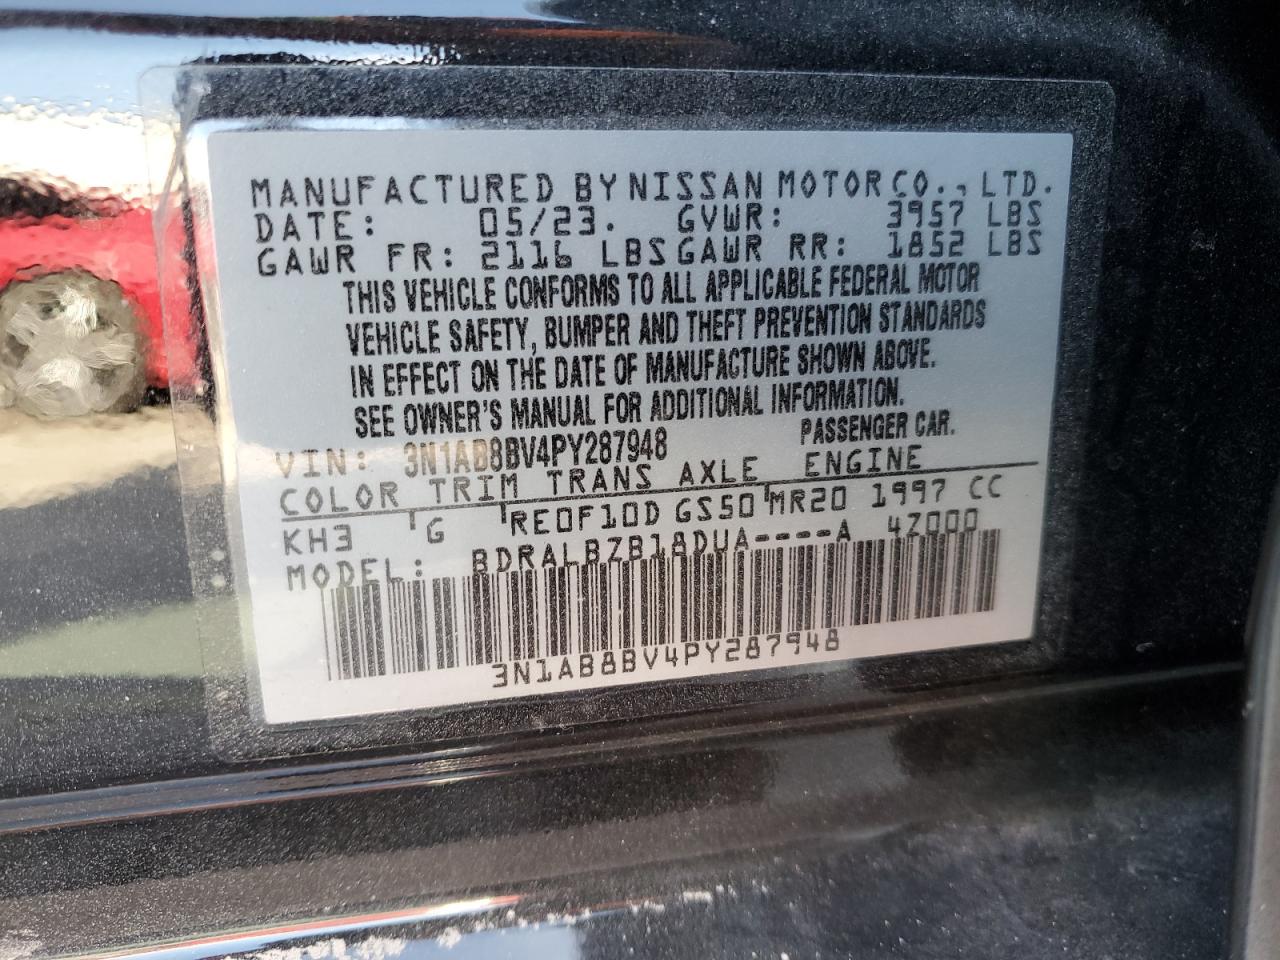 MANUFACTURED BY NISSAN MOTOR CO., LTD.
DATE: 05/23. GVWR: 3957 LBS
GAWR FR: 2116 LBS GAWR RR: 1852 LBS
THIS VEHICLE CONFORMS TO ALL APPLICABLE FEDERAL MOTOR
VEHICLE SAFETY, BUMPER AND THEFT PREVENTION STANDARDS
IN EFFECT ON THE DATE OF MANUFACTURE SHOWN ABOVE.
SEE OWNER'S MANUAL FOR ADDITIONAL INFORMATION.
VIN: 3N1AB8BV4PY287948 PASSENGER CAR.
COLOR TRIM TRANS AXLE ENGINE
KH3 G RE0F10D GS50 MR20 1997 CC
MODEL: BDRALBZB18DUA----A 4Z000
3N1AB8BV4PY287948